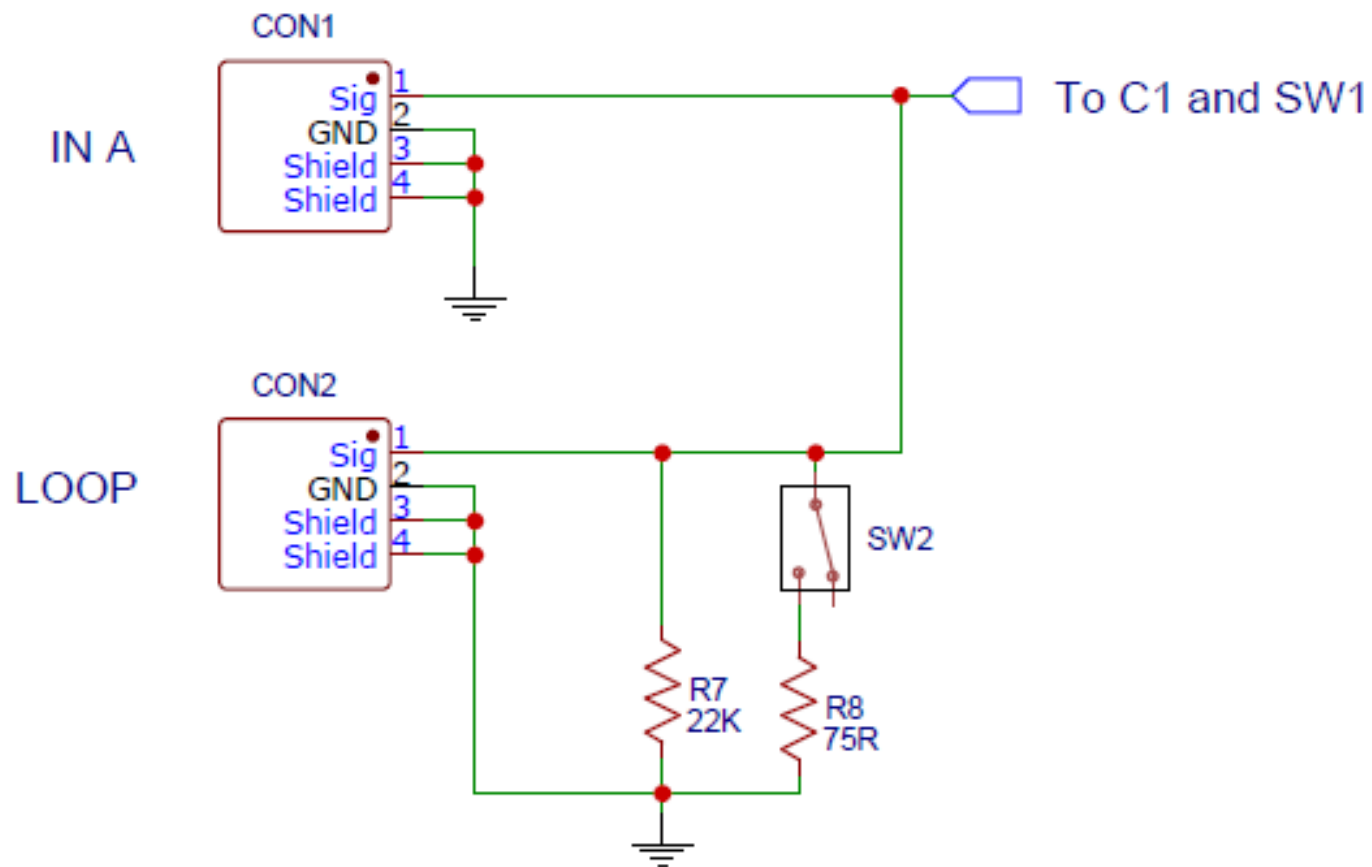 CON1
IN A
Sig 1
GND 2
Shield 3
Shield 4
To C1 and SW1
CON2
LOOP
Sig 1
GND 2
Shield 3
Shield 4
SW2
R7
22K
R8
75R